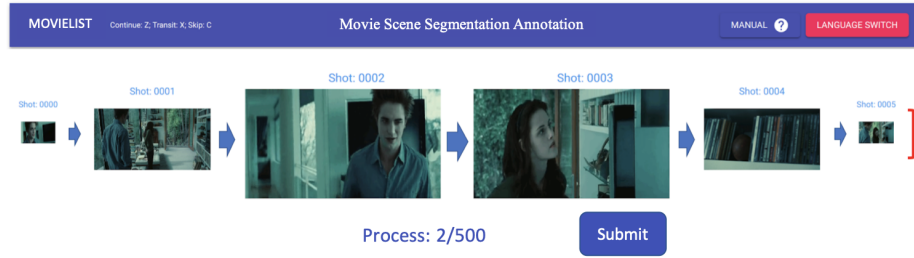 MOVIELIST
Continue: Z; Transit: X; Skip: C
Movie Scene Segmentation Annotation
MANUAL ?
LANGUAGE SWITCH
Shot: 0000
Shot: 0001
Shot: 0002
Shot: 0003
Shot: 0004
Shot: 0005
Process: 2/500
Submit